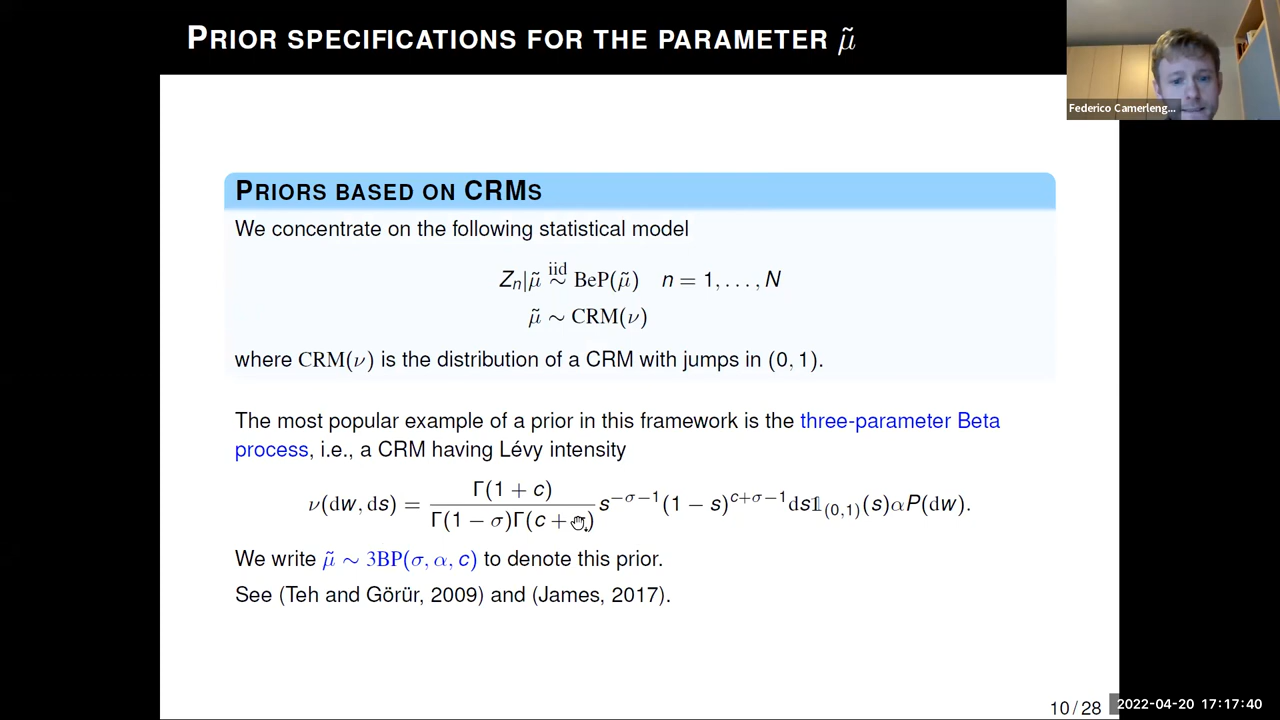 PRIOR SPECIFICATIONS FOR THE PARAMETER μ̃
Federico Camerleng...
PRIORS BASED ON CRMS
We concentrate on the following statistical model
Zₙ|μ̃ iid∼ BeP(μ̃) n = 1, . . . , N
μ̃ ∼ CRM(ν)
where CRM(ν) is the distribution of a CRM with jumps in (0, 1).
The most popular example of a prior in this framework is the three-parameter Beta
process, i.e., a CRM having Lévy intensity
ν(dw, ds) = Γ(1 + c) / Γ(1 − σ)Γ(c + ) s^{−σ−1}(1 − s)^{c+σ−1}ds𝟙_{(0,1)}(s)αP(dw).
We write μ̃ ∼ 3BP(σ, α, c) to denote this prior.
See (Teh and Görür, 2009) and (James, 2017).
10 / 28
2022-04-20 17:17:40